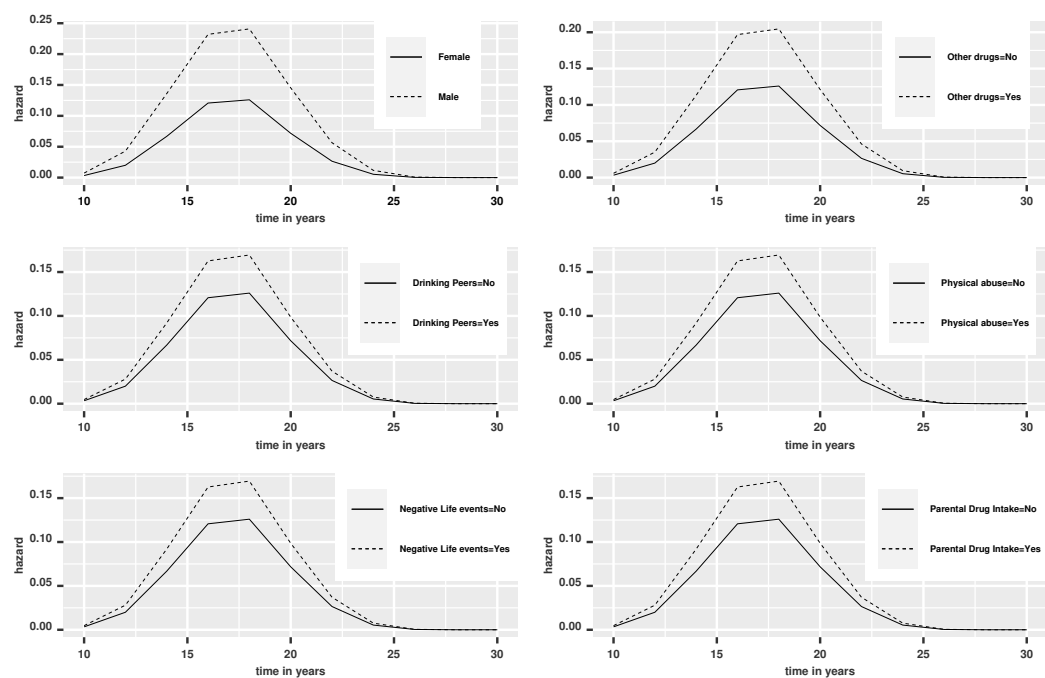 hazard
0.25
0.20
0.15
0.10
0.05
0.00
10 15 20 25 30
time in years
Female
Male
hazard
0.20
0.15
0.10
0.05
0.00
10 15 20 25 30
time in years
Other drugs=No
Other drugs=Yes
hazard
0.15
0.10
0.05
0.00
10 15 20 25 30
time in years
Drinking Peers=No
Drinking Peers=Yes
hazard
0.15
0.10
0.05
0.00
10 15 20 25 30
time in years
Physical abuse=No
Physical abuse=Yes
hazard
0.15
0.10
0.05
0.00
10 15 20 25 30
time in years
Negative Life events=No
Negative Life events=Yes
hazard
0.15
0.10
0.05
0.00
10 15 20 25 30
time in years
Parental Drug Intake=No
Parental Drug Intake=Yes